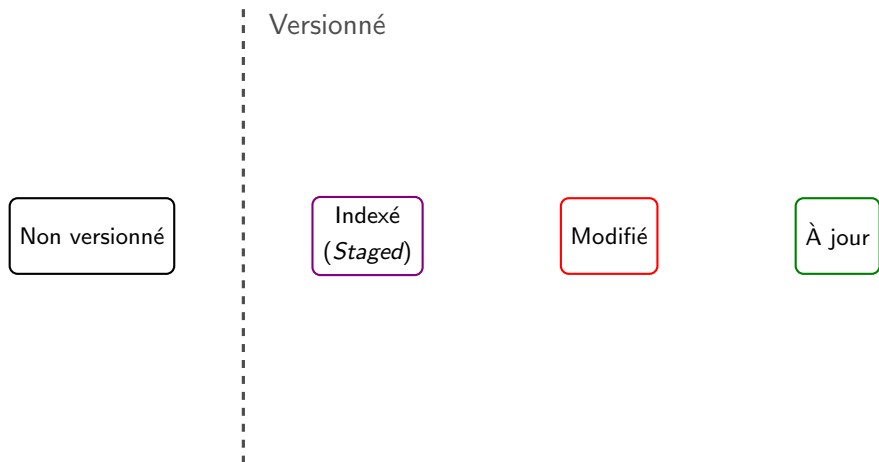 Versionné
Non versionné
Indexé
(Staged)
Modifié
À jour